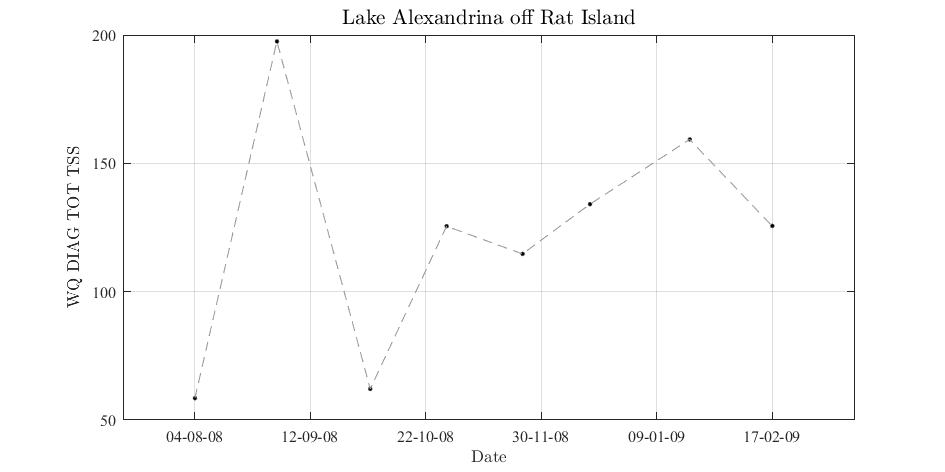 Lake Alexandrina off Rat Island
WQ DIAG TOT TSS
200
150
100
50
04-08-08 12-09-08 22-10-08 30-11-08 09-01-09 17-02-09
Date